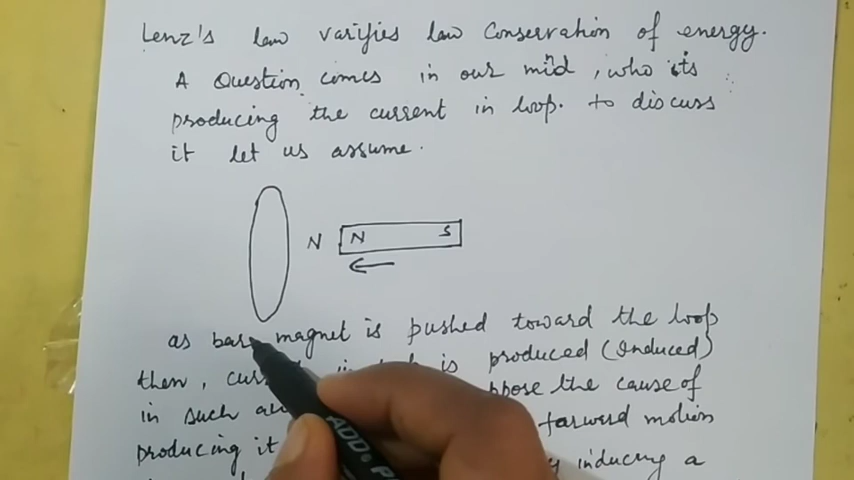 Lenz's law varifies law Conservation of energy.
A Question comes in our mind, who its
producing the current in loop. to discuss
it let us assume.
N N S
as bar magnet is pushed toward the loop
then, is produced (Induced)
in such the cause of
producing it forward motion
inducing a
ADD